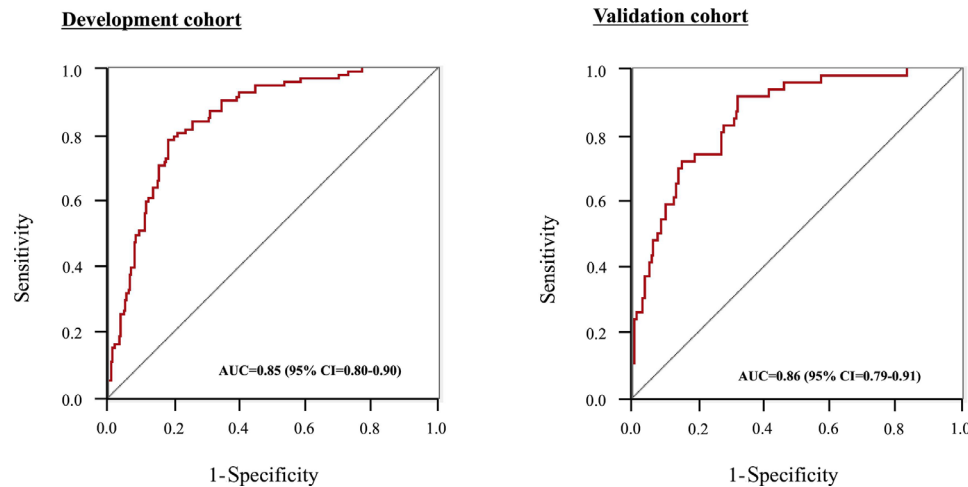 Development cohort
1.0
0.8
0.6
0.4
0.2
0.0
Sensitivity
AUC=0.85 (95% CI=0.80-0.90)
0.0 0.2 0.4 0.6 0.8 1.0
1-Specificity
Validation cohort
1.0
0.8
0.6
0.4
0.2
0.0
Sensitivity
AUC=0.86 (95% CI=0.79-0.91)
0.0 0.2 0.4 0.6 0.8 1.0
1-Specificity